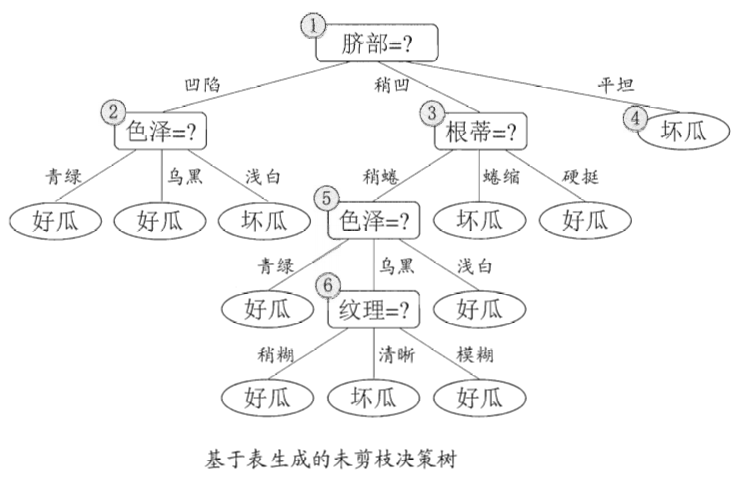 ①
脐部=?
凹陷 稍凹 平坦
② ③ ④
色泽=? 根蒂=? 坏瓜
青绿 乌黑 浅白 稍蜷 蜷缩 硬挺
⑤
好瓜 好瓜 坏瓜 色泽=? 坏瓜 好瓜
青绿 乌黑 浅白
⑥
好瓜 纹理=? 好瓜
稍糊 清晰 模糊
好瓜 坏瓜 好瓜
基于表生成的未剪枝决策树